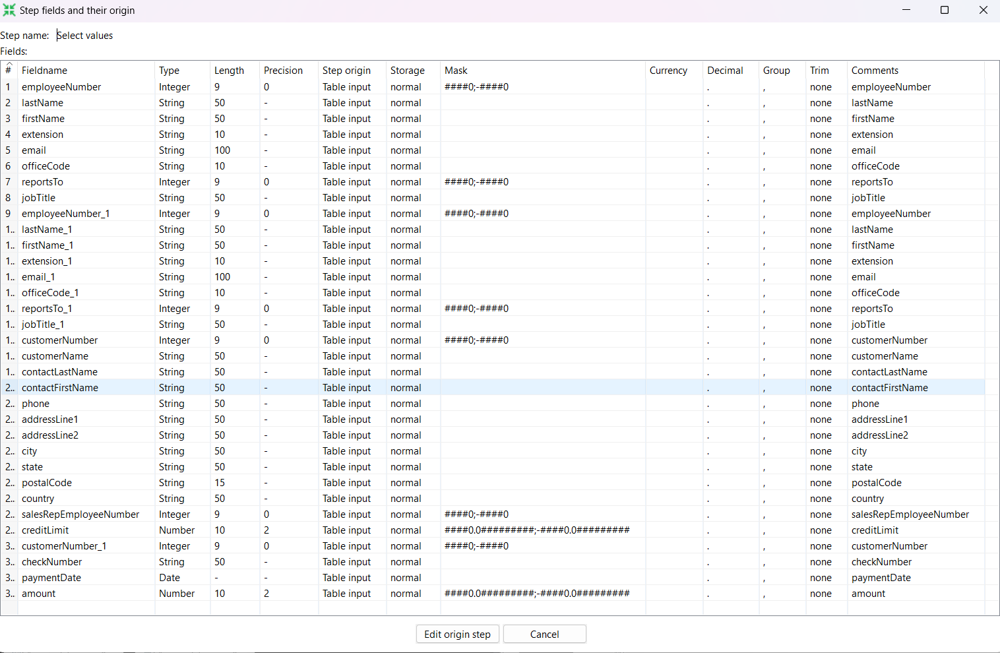 Step fields and their origin
Step name: Select values
Fields:
# Fieldname Type Length Precision Step origin Storage Mask Currency Decimal Group Trim Comments
1 employeeNumber Integer 9 0 Table input normal ####0;-####0 . , none employeeNumber
2 lastName String 50 - Table input normal . , none lastName
3 firstName String 50 - Table input normal . , none firstName
4 extension String 10 - Table input normal . , none extension
5 email String 100 - Table input normal . , none email
6 officeCode String 10 - Table input normal . , none officeCode
7 reportsTo Integer 9 0 Table input normal ####0;-####0 . , none reportsTo
8 jobTitle String 50 - Table input normal . , none jobTitle
9 employeeNumber_1 Integer 9 0 Table input normal ####0;-####0 . , none employeeNumber
1.. lastName_1 String 50 - Table input normal . , none lastName
1.. firstName_1 String 50 - Table input normal . , none firstName
1.. extension_1 String 10 - Table input normal . , none extension
1.. email_1 String 100 - Table input normal . , none email
1.. officeCode_1 String 10 - Table input normal . , none officeCode
1.. reportsTo_1 Integer 9 0 Table input normal ####0;-####0 . , none reportsTo
1.. jobTitle_1 String 50 - Table input normal . , none jobTitle
1.. customerNumber Integer 9 0 Table input normal ####0;-####0 . , none customerNumber
1.. customerName String 50 - Table input normal . , none customerName
1.. contactLastName String 50 - Table input normal . , none contactLastName
2.. contactFirstName String 50 - Table input normal . , none contactFirstName
2.. phone String 50 - Table input normal . , none phone
2.. addressLine1 String 50 - Table input normal . , none addressLine1
2.. addressLine2 String 50 - Table input normal . , none addressLine2
2.. city String 50 - Table input normal . , none city
2.. state String 50 - Table input normal . , none state
2.. postalCode String 15 - Table input normal . , none postalCode
2.. country String 50 - Table input normal . , none country
2.. salesRepEmployeeNumber Integer 9 0 Table input normal ####0;-####0 . , none salesRepEmployeeNumber
2.. creditLimit Number 10 2 Table input normal ####0.0#########;-####0.0######### . , none creditLimit
3.. customerNumber_1 Integer 9 0 Table input normal ####0;-####0 . , none customerNumber
3.. checkNumber String 50 - Table input normal . , none checkNumber
3.. paymentDate Date - - Table input normal . , none paymentDate
3.. amount Number 10 2 Table input normal ####0.0#########;-####0.0######### . , none amount
Edit origin step Cancel